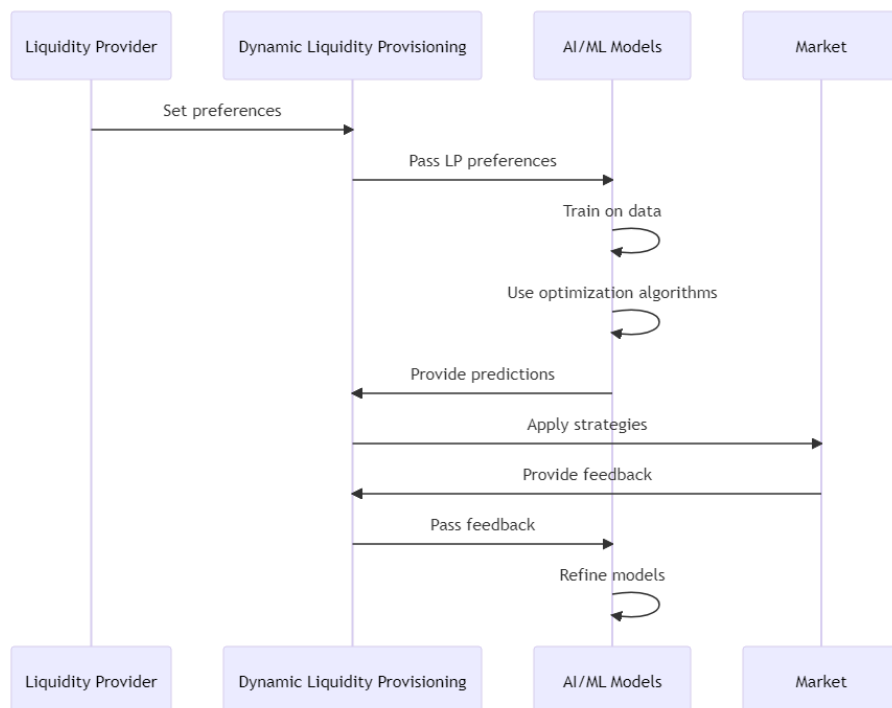 Liquidity Provider
Dynamic Liquidity Provisioning
AI/ML Models
Market
Set preferences
Pass LP preferences
Train on data
Use optimization algorithms
Provide predictions
Apply strategies
Provide feedback
Pass feedback
Refine models
Liquidity Provider
Dynamic Liquidity Provisioning
AI/ML Models
Market